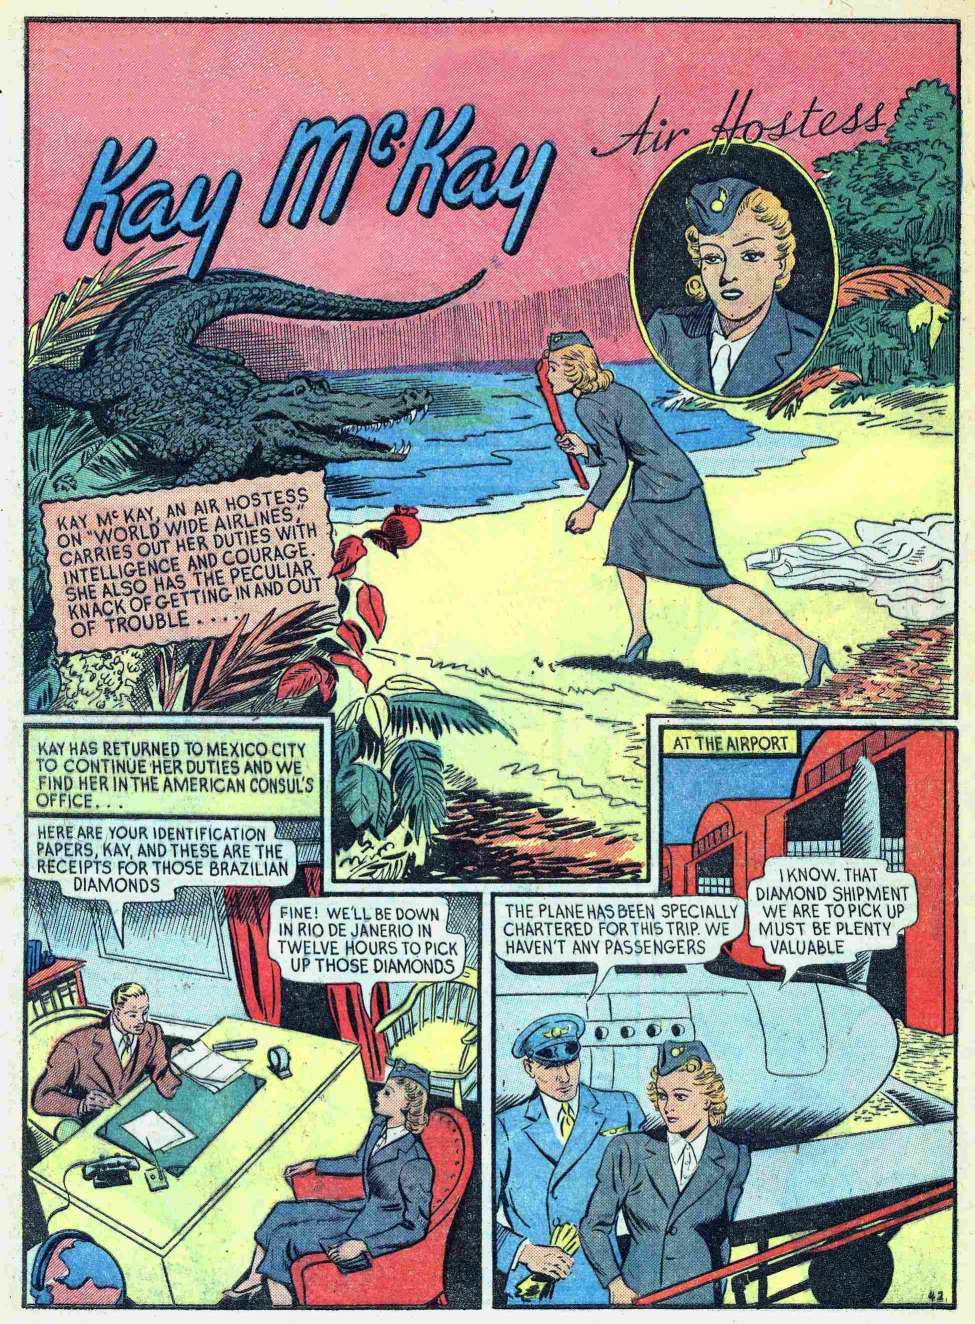 Kay McKay
Air Hostess
KAY McKAY, AN AIR HOSTESS
ON "WORLD WIDE AIRLINES,"
CARRIES OUT HER DUTIES WITH
INTELLIGENCE AND COURAGE.
SHE ALSO HAS THE PECULIAR
KNACK OF GETTING IN AND OUT
OF TROUBLE ....
KAY HAS RETURNED TO MEXICO CITY
TO CONTINUE HER DUTIES AND WE
FIND HER IN THE AMERICAN CONSUL'S
OFFICE...
HERE ARE YOUR IDENTIFICATION
PAPERS, KAY, AND THESE ARE THE
RECEIPTS FOR THOSE BRAZILIAN
DIAMONDS
FINE! WE'LL BE DOWN
IN RIO DE JANERIO IN
TWELVE HOURS TO PICK
UP THOSE DIAMONDS
AT THE AIRPORT
THE PLANE HAS BEEN SPECIALLY
CHARTERED FOR THIS TRIP. WE
HAVEN'T ANY PASSENGERS
I KNOW. THAT
DIAMOND SHIPMENT
WE ARE TO PICK UP
MUST BE PLENTY
VALUABLE
42